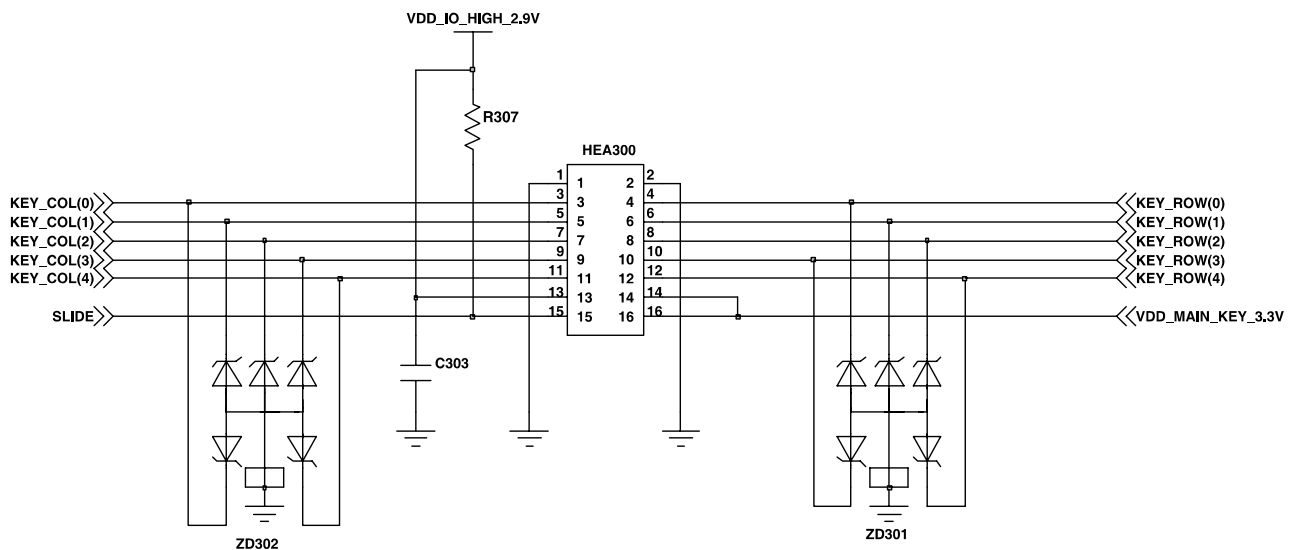 VDD_IO_HIGH_2.9V
R307
HEA300
1 1 2 2
KEY_COL(0) 3 3 4 4 KEY_ROW(0)
KEY_COL(1) 5 5 6 6 KEY_ROW(1)
KEY_COL(2) 7 7 8 8 KEY_ROW(2)
KEY_COL(3) 9 9 10 10 KEY_ROW(3)
KEY_COL(4) 11 11 12 12 KEY_ROW(4)
13 13 14 14
SLIDE 15 15 16 16 VDD_MAIN_KEY_3.3V
C303
ZD302
ZD301